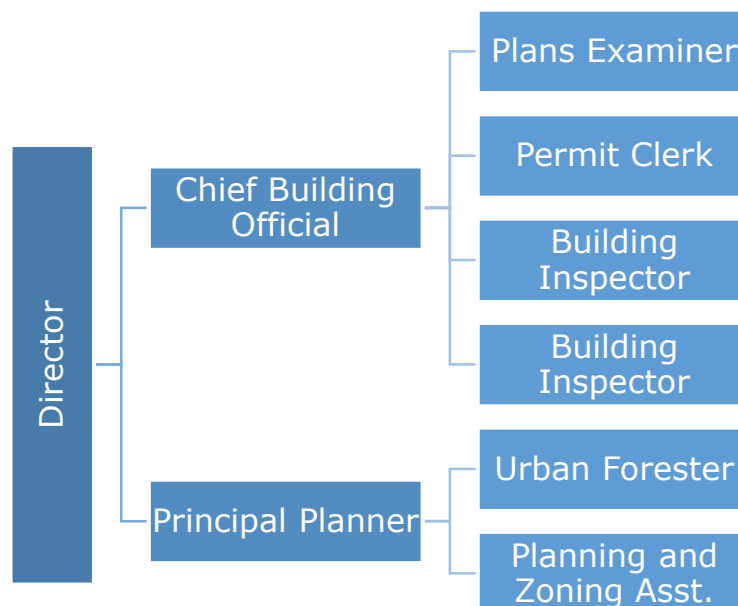 Director
Chief Building
Official
Plans Examiner
Permit Clerk
Building
Inspector
Building
Inspector
Principal Planner
Urban Forester
Planning and
Zoning Asst.